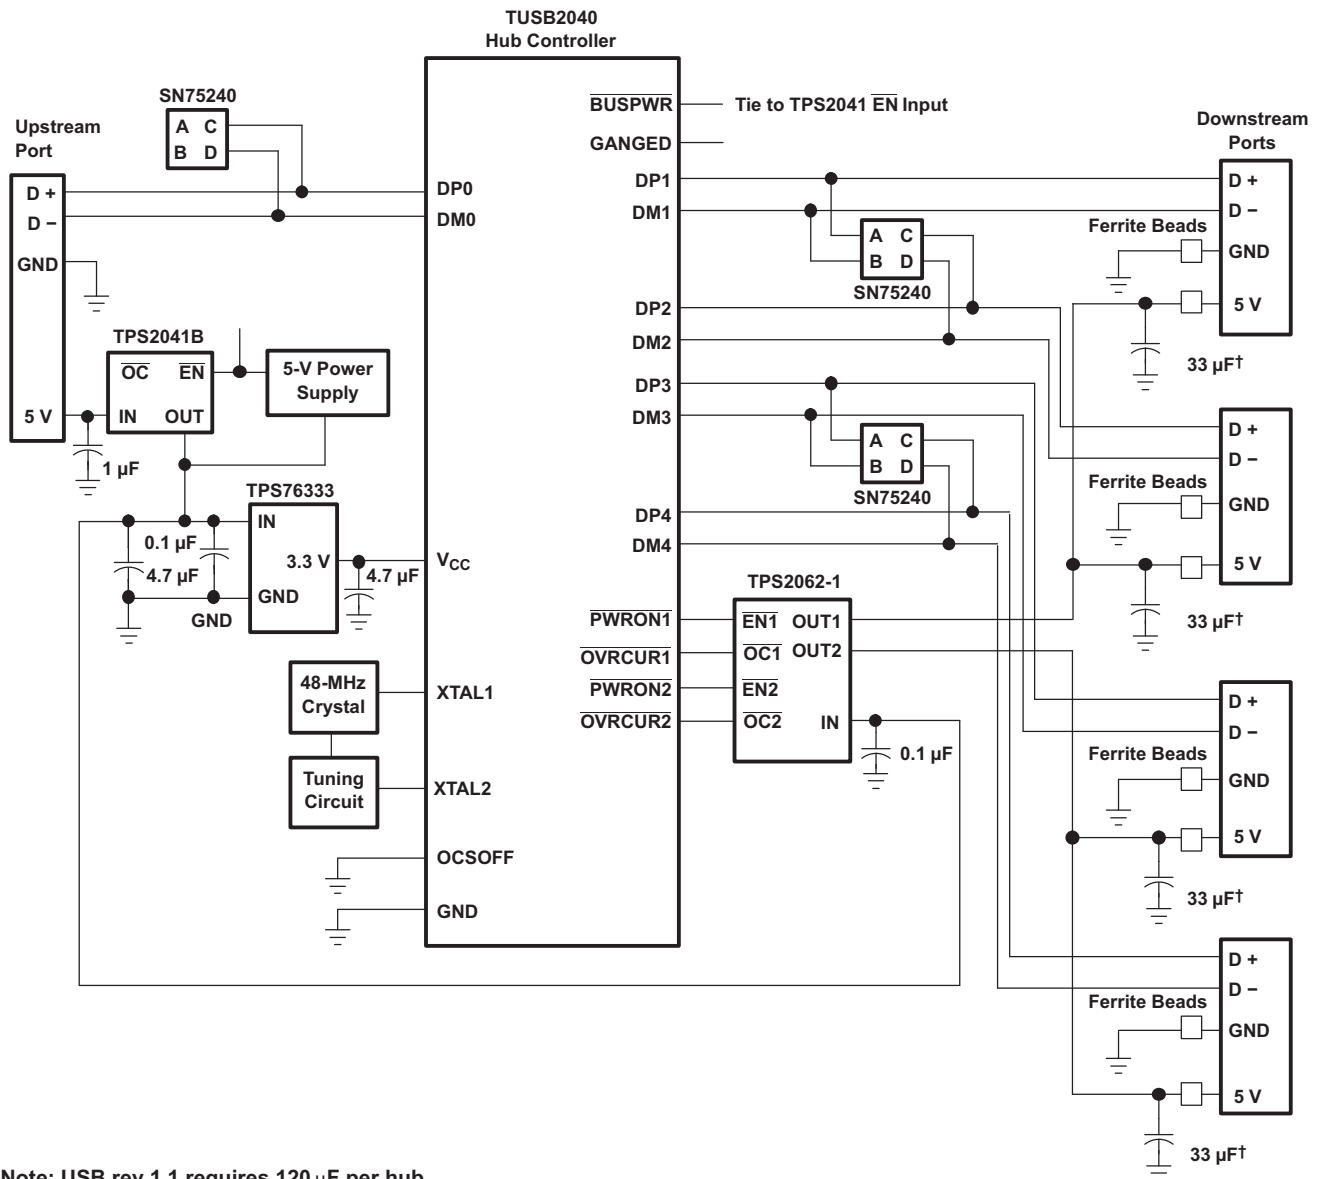 TUSB2040
Hub Controller
SN75240
A C
B D
Upstream
Port
D +
D −
GND
5 V
DP0
DM0
BUSPWR
Tie to TPS2041 EN Input
GANGED
DP1
DM1
A C
B D
SN75240
DP2
DM2
DP3
DM3
A C
B D
SN75240
DP4
DM4
TPS2041B
OC EN
IN OUT
5-V Power
Supply
1 µF
TPS76333
IN
3.3 V
GND
0.1 µF
4.7 µF
GND
4.7 µF
VCC
48-MHz
Crystal
XTAL1
Tuning
Circuit
XTAL2
OCSOFF
GND
PWRON1
OVRCUR1
PWRON2
OVRCUR2
TPS2062-1
EN1 OUT1
OC1 OUT2
EN2
OC2 IN
0.1 µF
Downstream
Ports
D +
D −
Ferrite Beads
GND
5 V
33 µF†
D +
D −
Ferrite Beads
GND
5 V
33 µF†
D +
D −
Ferrite Beads
GND
5 V
33 µF†
D +
D −
Ferrite Beads
GND
5 V
33 µF†
Note: USB rev 1.1 requires 120 µF per hub